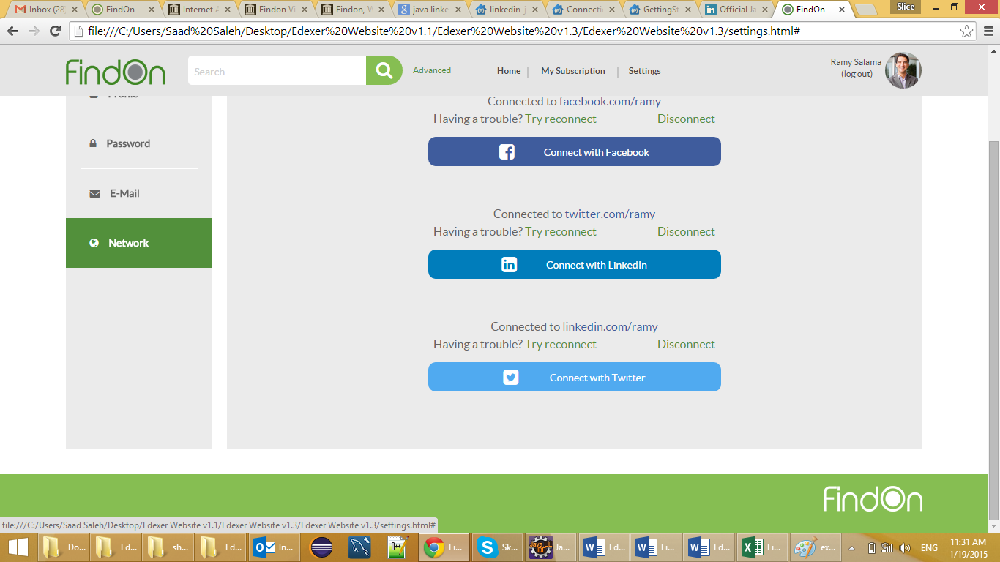 Inbox (28)
FindOn
Internet A
Findon Vi
Findon, W
java linke
linkedin-j
Connecti
GettingSt
Official Ja
FindOn -
Slice
file:///C:/Users/Saad%20Saleh/Desktop/Edexer%20Website%20v1.1/Edexer%20Website%20v1.3/Edexer%20Website%20v1.3/settings.html#
FindOn
Search
Advanced
Home | My Subscription | Settings
Ramy Salama
(log out)
Profile
Password
E-Mail
Network
Connected to facebook.com/ramy
Having a trouble? Try reconnect Disconnect
Connect with Facebook
Connected to twitter.com/ramy
Having a trouble? Try reconnect Disconnect
in Connect with LinkedIn
Connected to linkedin.com/ramy
Having a trouble? Try reconnect Disconnect
Connect with Twitter
FindOn
file:///C:/Users/Saad Saleh/Desktop/Edexer Website v1.1/Edexer Website v1.3/Edexer Website v1.3/settings.html#
Do...
Ed...
sh...
Ed...
In...
Fi...
Sk...
Java EE
IDE
Ja...
Ed...
Fi...
Ed...
Fi...
ex...
ENG
11:31 AM
1/19/2015